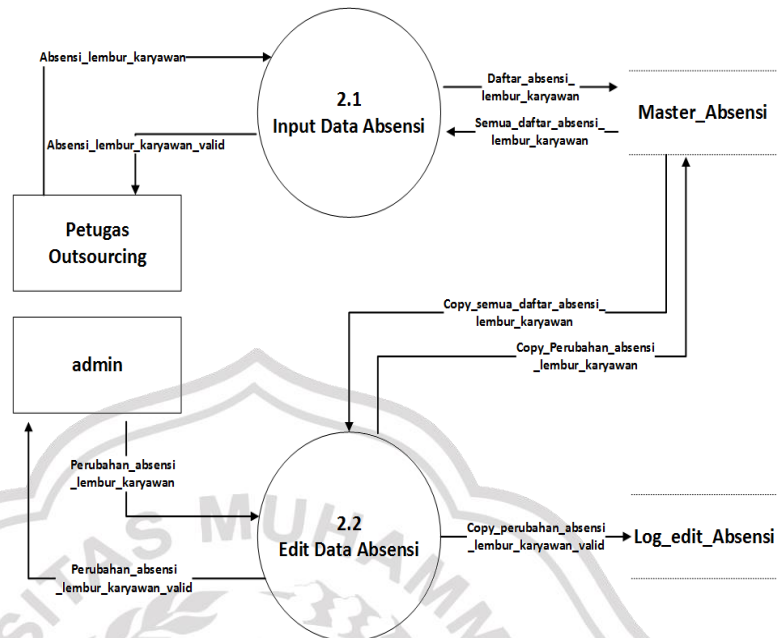 Absensi_lembur_karyawan
2.1
Input Data Absensi
Daftar_absensi_
lembur_karyawan
Master_Absensi
Semua_daftar_absensi_
lembur_karyawan
Absensi_lembur_karyawan_valid
Petugas
Outsourcing
Copy_semua_daftar_absensi_
lembur_karyawan
Copy_Perubahan_absensi
_lembur_karyawan
admin
Perubahan_absensi
_lembur_karyawan
2.2
Edit Data Absensi
Copy_perubahan_absensi
_lembur_karyawan_valid
Log_edit_Absensi
Perubahan_absensi
_lembur_karyawan_valid